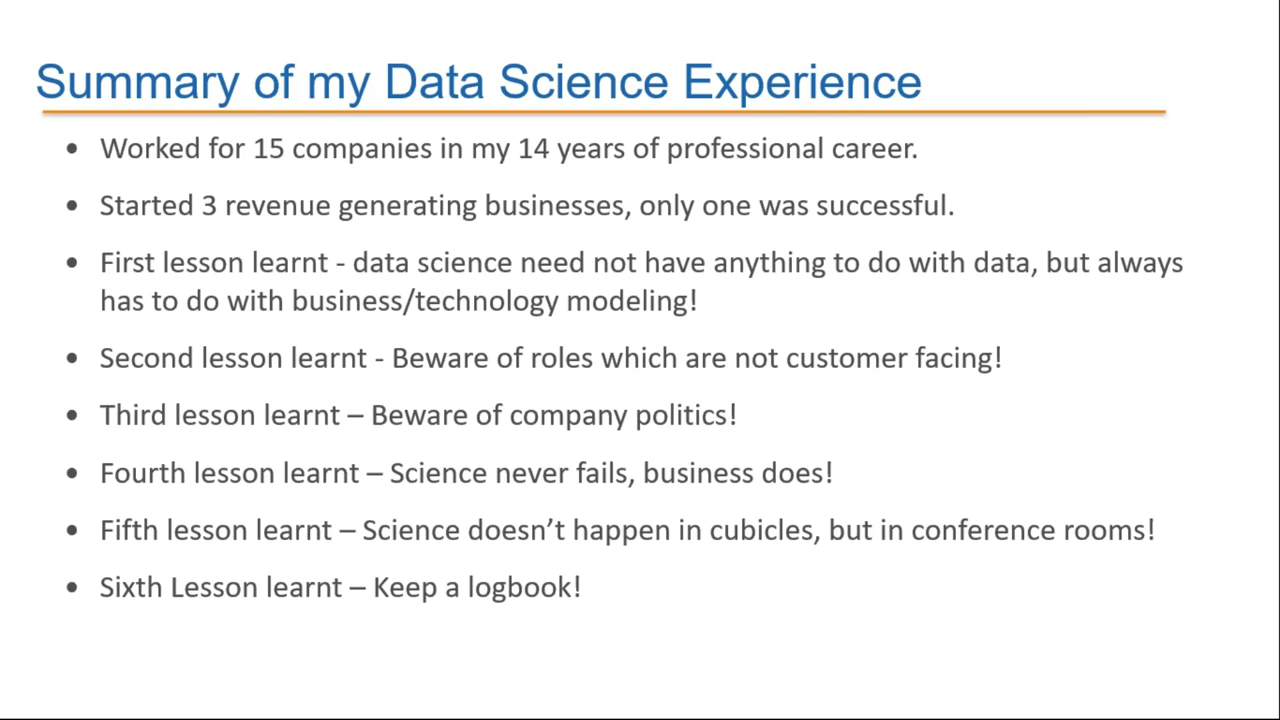 Summary of my Data Science Experience
• Worked for 15 companies in my 14 years of professional career.
• Started 3 revenue generating businesses, only one was successful.
• First lesson learnt - data science need not have anything to do with data, but always
has to do with business/technology modeling!
• Second lesson learnt - Beware of roles which are not customer facing!
• Third lesson learnt – Beware of company politics!
• Fourth lesson learnt – Science never fails, business does!
• Fifth lesson learnt – Science doesn’t happen in cubicles, but in conference rooms!
• Sixth Lesson learnt – Keep a logbook!